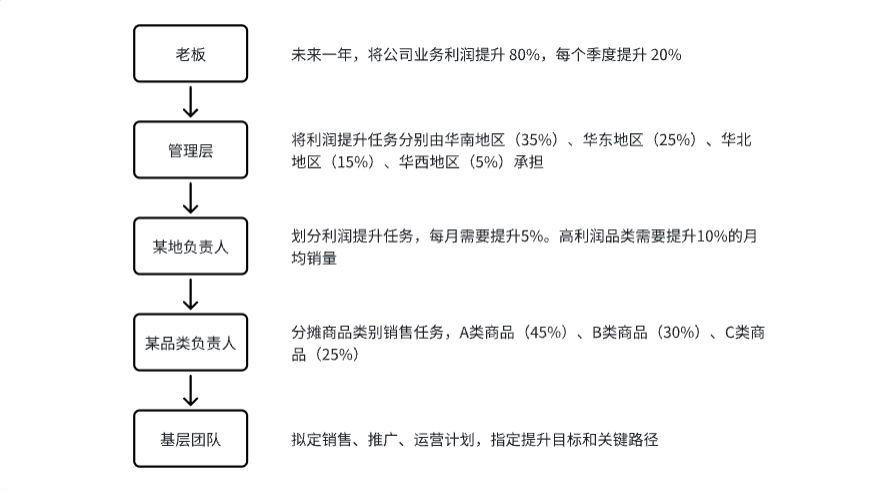 老板
未来一年，将公司业务利润提升 80%，每个季度提升 20%
管理层
将利润提升任务分别由华南地区（35%）、华东地区（25%）、华北
地区（15%）、华西地区（5%）承担
某地负责人
划分利润提升任务，每月需要提升5%。高利润品类需要提升10%的月
均销量
某品类负责人
分摊商品类别销售任务，A类商品（45%）、B类商品（30%）、C类商
品（25%）
基层团队
拟定销售、推广、运营计划，指定提升目标和关键路径